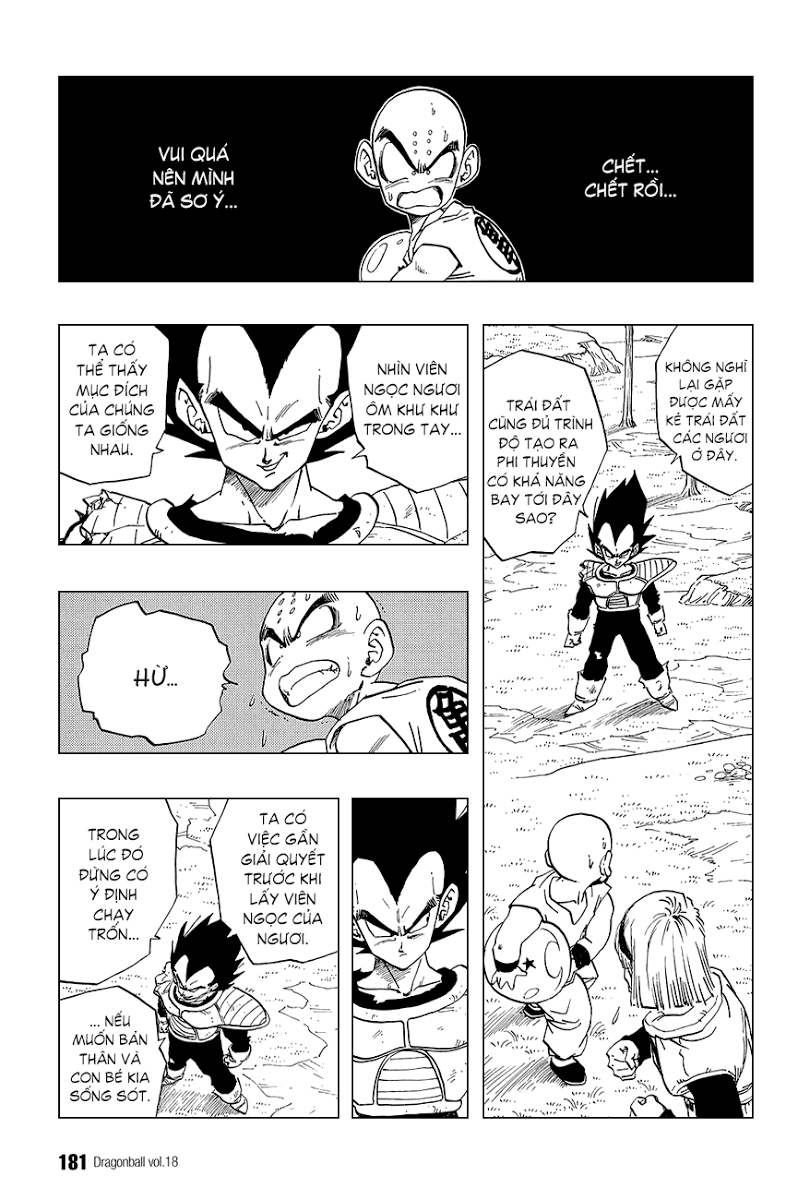 CHẾT...
CHẾT RỒI...
VUI QUÁ
NÊN MÌNH
ĐÃ SƠ Ý...
KHÔNG NGHĨ
LẠI GẶP
ĐƯỢC MẤY
KẺ TRÁI ĐẤT
CÁC NGƯƠI
Ở ĐÂY.
TRÁI ĐẤT
CŨNG ĐỦ TRÌNH
ĐỘ TẠO RA
PHI THUYỀN
CÓ KHẢ NĂNG
BAY TỚI ĐÂY
SAO?
NHÌN VIÊN
NGỌC NGƯƠI
ÔM KHƯ KHƯ
TRONG TAY...
TA CÓ
THỂ THẤY
MỤC ĐÍCH
CỦA CHÚNG
TA GIỐNG
NHAU.
HỪ...
TA CÓ
VIỆC GẦN
GIẢI QUYẾT
TRƯỚC KHI
LẤY VIÊN
NGỌC CỦA
NGƯƠI.
TRONG
LÚC ĐÓ
ĐỪNG CÓ
Ý ĐỊNH
CHẠY
TRỐN...
... NẾU
MUỐN BẢN
THÂN VÀ
CON BÉ KIA
SỐNG SÓT.
181 Dragonball vol.18